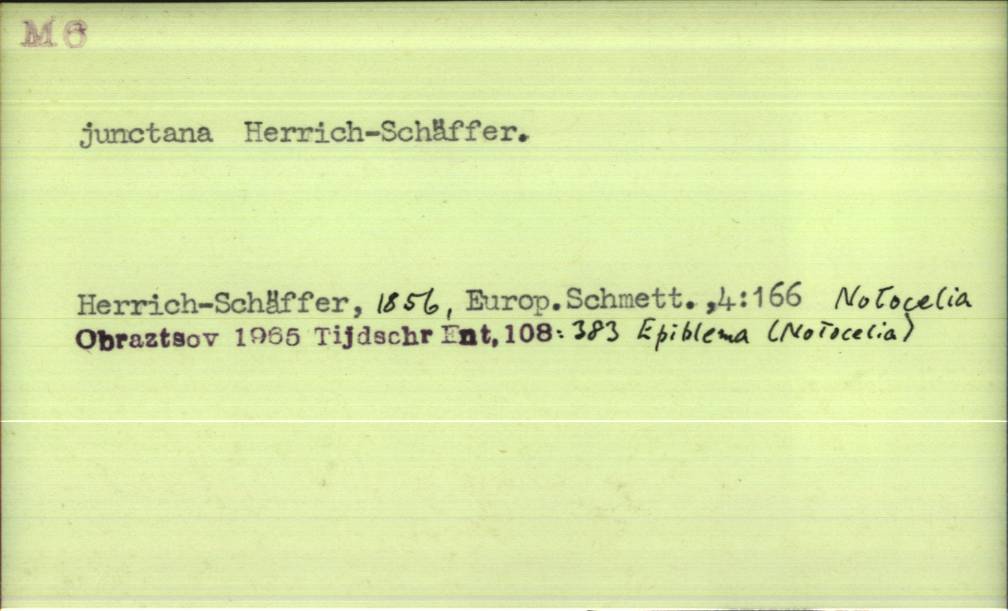 M 6
junctana Herrich-Schäffer.
Herrich-Schäffer, 1856, Europ.Schmett.,4:166 Notocelia
Obraztsov 1965 Tijdschr Ent,108: 383 Epiblema (Notocelia)